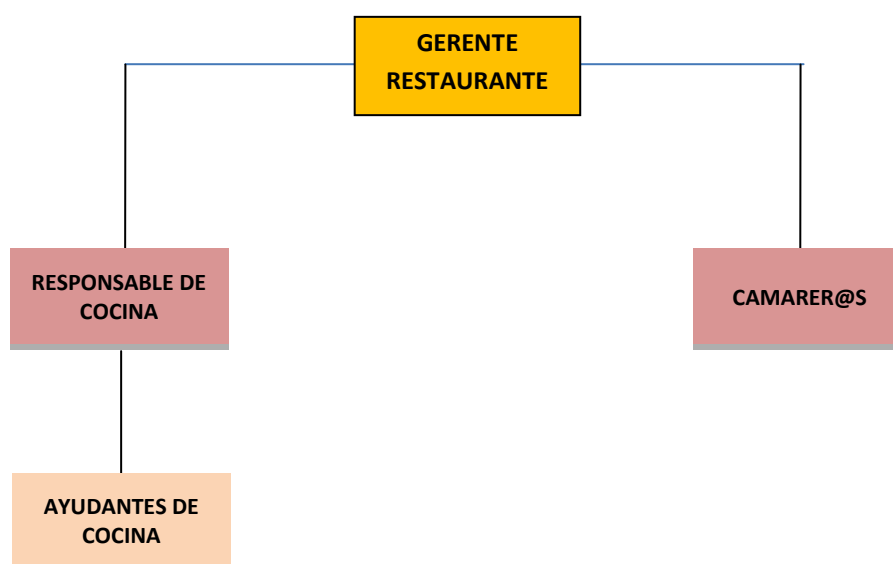 GERENTE
RESTAURANTE
RESPONSABLE DE
COCINA
CAMARER@S
AYUDANTES DE
COCINA